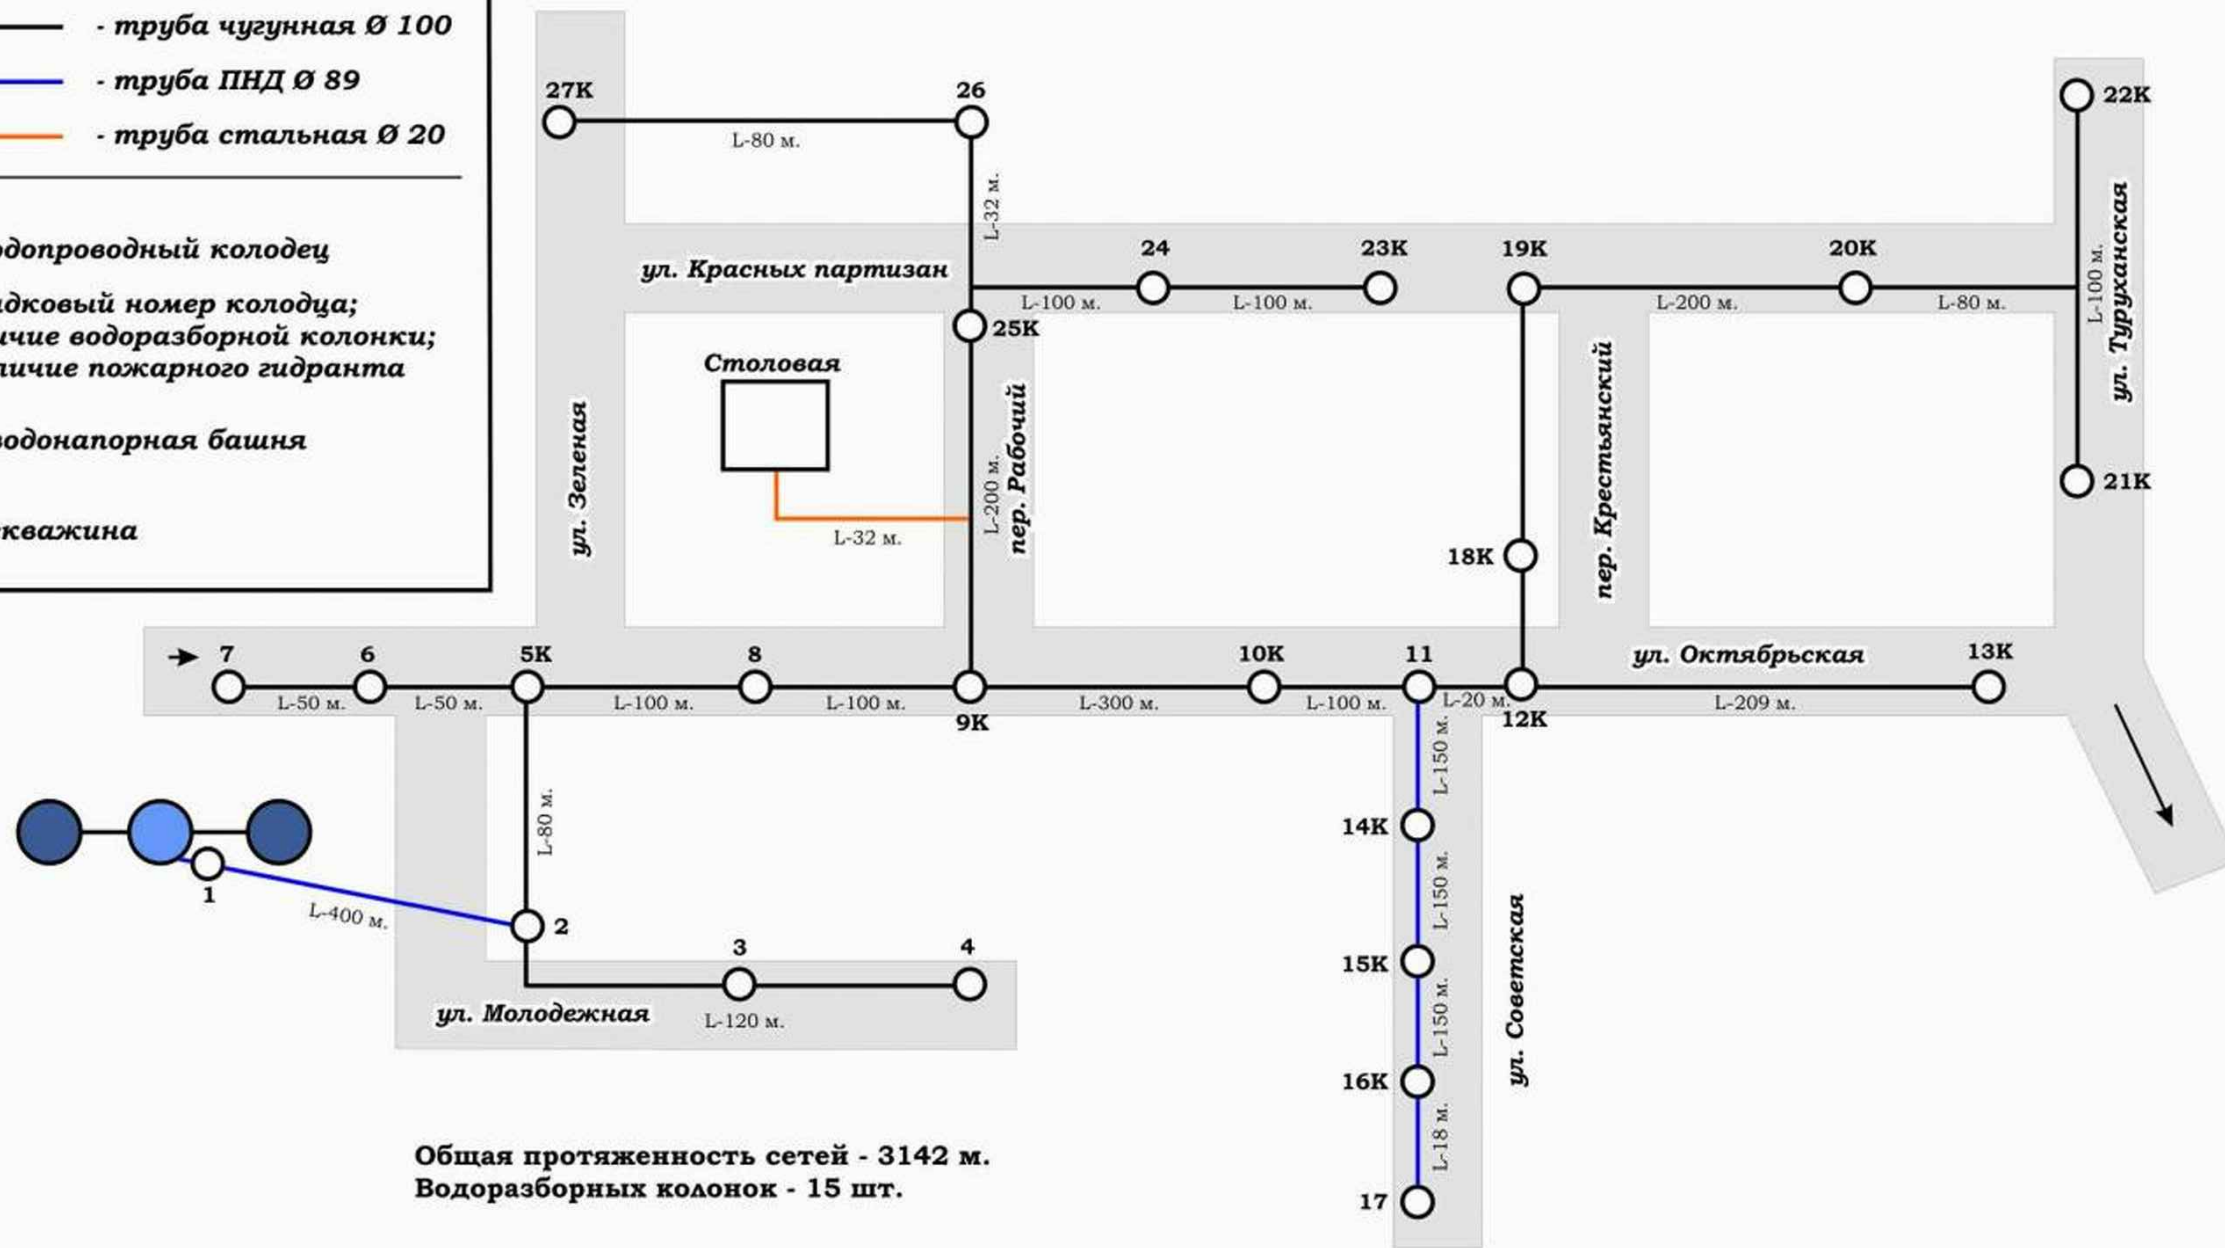 - труба чугунная Ø 100
- труба ПНД Ø 89
- труба стальная Ø 20
одопроводный колодец
дковый номер колодца;
ичие водоразборной колонки;
личие пожарного гидранта
водонапорная башня
кважина
27К
26
L-80 м.
L-32 м.
22К
ул. Туруханская
L-100 м.
21К
ул. Красных партизан
24
23К
19К
20К
L-100 м.
L-100 м.
L-200 м.
L-80 м.
25К
Столовая
ул. Зеленая
L-32 м.
L-200 м.
пер. Рабочий
18К
пер. Крестьянский
7
6
5К
8
9К
10К
11
12К
ул. Октябрьская
13К
L-50 м.
L-50 м.
L-100 м.
L-100 м.
L-300 м.
L-100 м.
L-20 м.
L-209 м.
L-80 м.
1
L-400 м.
2
3
4
ул. Молодежная
L-120 м.
L-150 м.
14К
L-150 м.
15К
L-150 м.
16К
L-18 м.
17
ул. Советская
Общая протяженность сетей - 3142 м.
Водоразборных колонок - 15 шт.